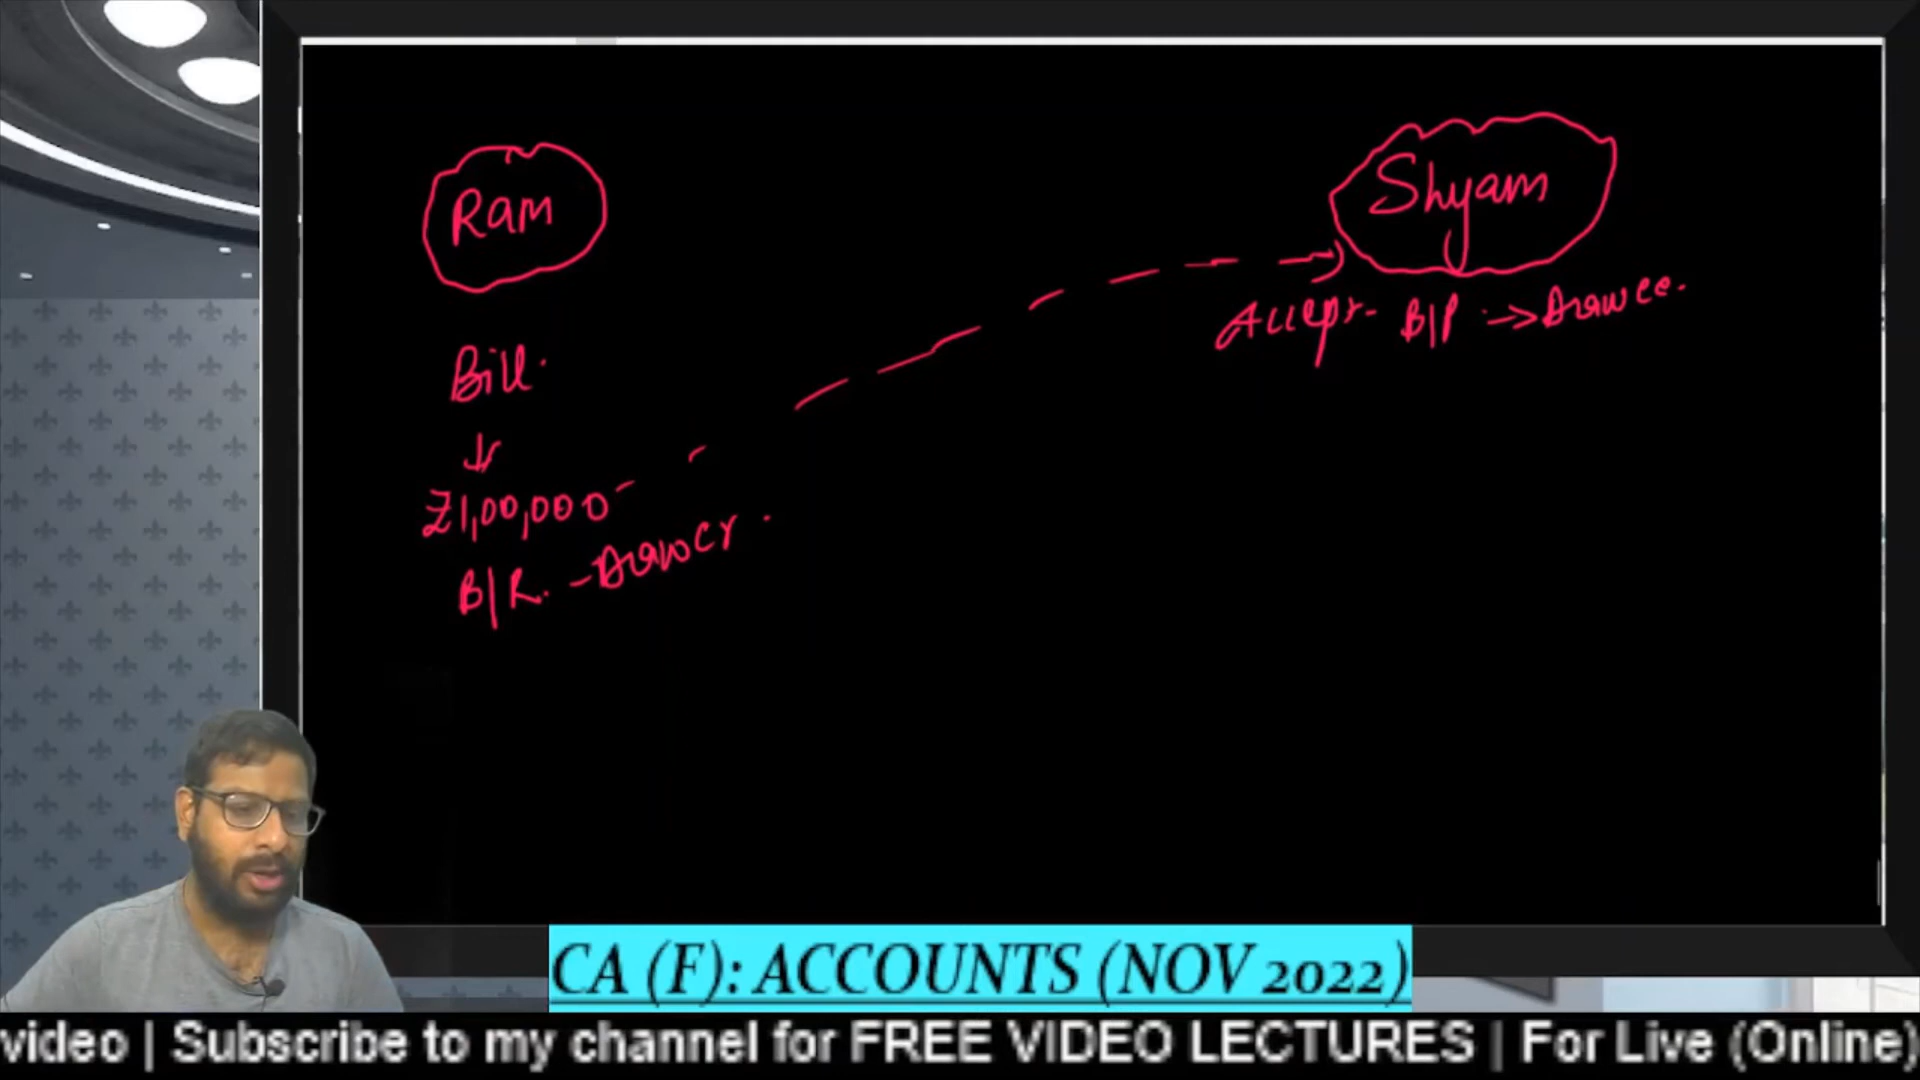 Ram
Shyam
Accept- B/P → Drawee.
Bill.
₹1,00,000
B/R. - Drawer.
CA (F): ACCOUNTS (NOV 2022)
video | Subscribe to my channel for FREE VIDEO LECTURES | For Live (Online)